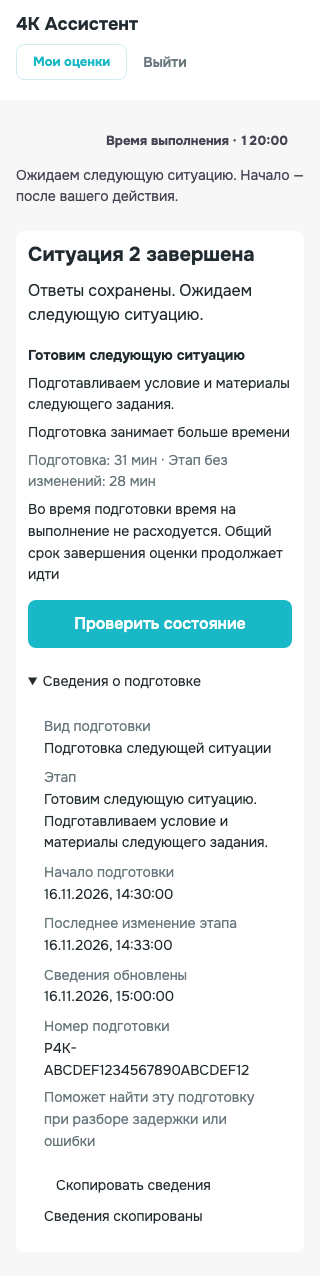 4К Ассистент
Мои оценки
Выйти
Время выполнения · 1 20:00
Ожидаем следующую ситуацию. Начало —
после вашего действия.
Ситуация 2 завершена
Ответы сохранены. Ожидаем
следующую ситуацию.
Готовим следующую ситуацию
Подготавливаем условие и материалы
следующего задания.
Подготовка занимает больше времени
Подготовка: 31 мин · Этап без
изменений: 28 мин
Во время подготовки время на
выполнение не расходуется. Общий
срок завершения оценки продолжает
идти
Проверить состояние
▼ Сведения о подготовке
Вид подготовки
Подготовка следующей ситуации
Этап
Готовим следующую ситуацию.
Подготавливаем условие и
материалы следующего задания.
Начало подготовки
16.11.2026, 14:30:00
Последнее изменение этапа
16.11.2026, 14:33:00
Сведения обновлены
16.11.2026, 15:00:00
Номер подготовки
P4K-
ABCDEF1234567890ABCDEF12
Поможет найти эту подготовку
при разборе задержки или
ошибки
Скопировать сведения
Сведения скопированы